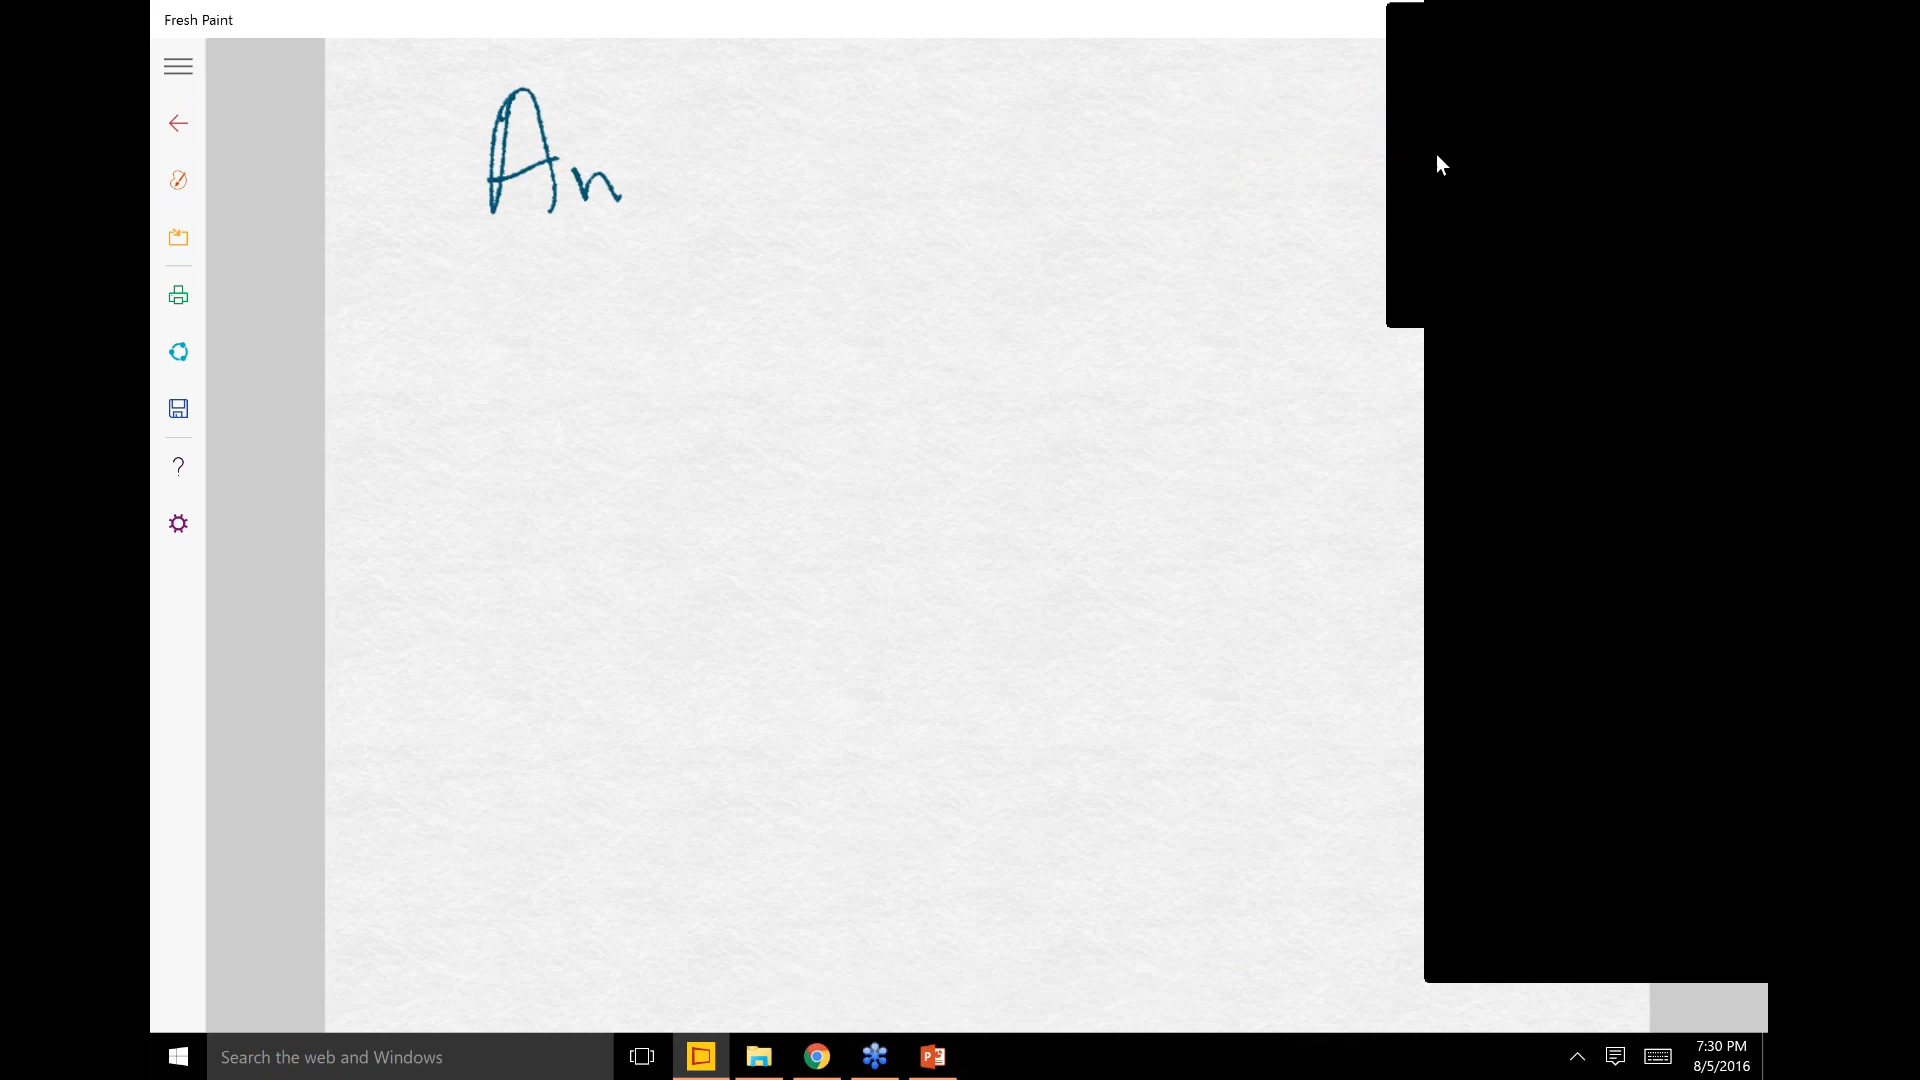 Fresh Paint
An
Search the web and Windows
7:30 PM
8/5/2016